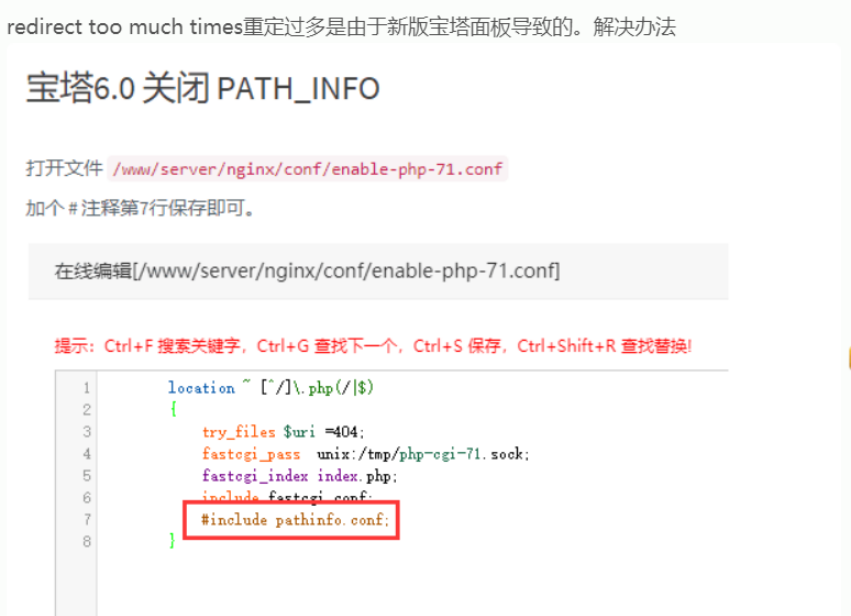 redirect too much times重定过多是由于新版宝塔面板导致的。解决办法
宝塔6.0 关闭 PATH_INFO
打开文件 /www/server/nginx/conf/enable-php-71.conf
加个 # 注释第7行保存即可。
在线编辑[/www/server/nginx/conf/enable-php-71.conf]
提示：Ctrl+F 搜索关键字，Ctrl+G 查找下一个，Ctrl+S 保存，Ctrl+Shift+R 查找替换!
1 location ~ [^/]\.php(/|$)
2 {
3 try_files $uri =404;
4 fastcgi_pass unix:/tmp/php-cgi-71.sock;
5 fastcgi_index index.php;
6 include fastcgi.conf;
7 #include pathinfo.conf;
8 }